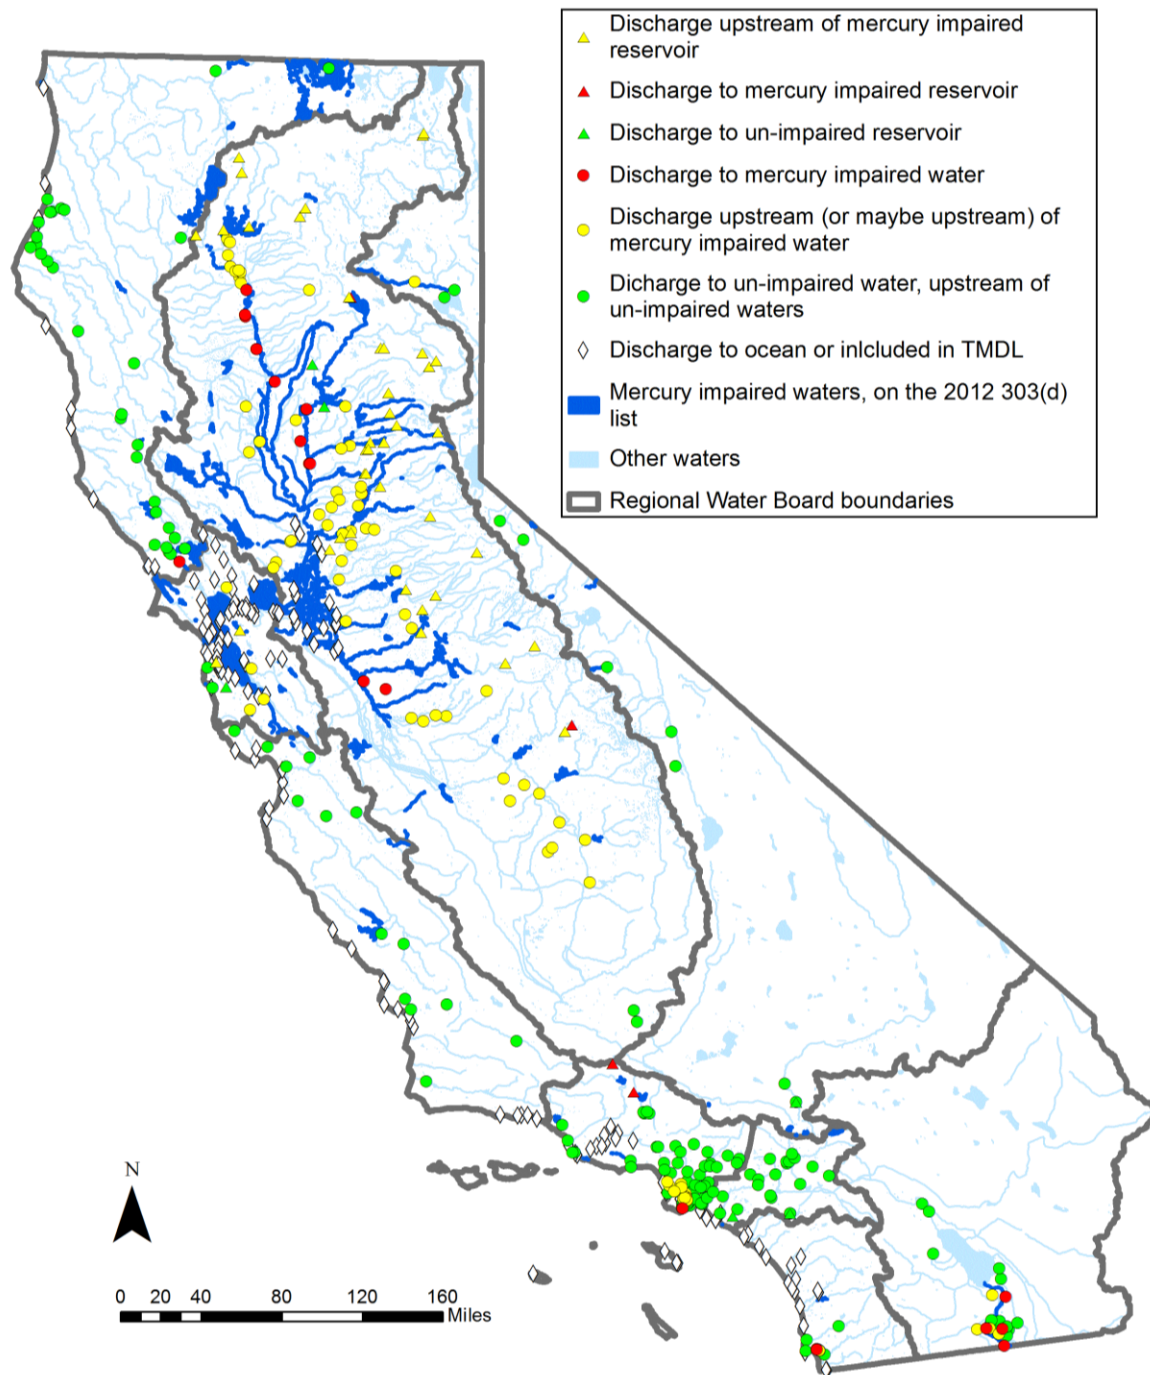 Discharge upstream of mercury impaired
reservoir
Discharge to mercury impaired reservoir
Discharge to un-impaired reservoir
Discharge to mercury impaired water
Discharge upstream (or maybe upstream) of
mercury impaired water
Dicharge to un-impaired water, upstream of
un-impaired waters
Discharge to ocean or inlcluded in TMDL
Mercury impaired waters, on the 2012 303(d)
list
Other waters
Regional Water Board boundaries
N
0 20 40 80 120 160
Miles